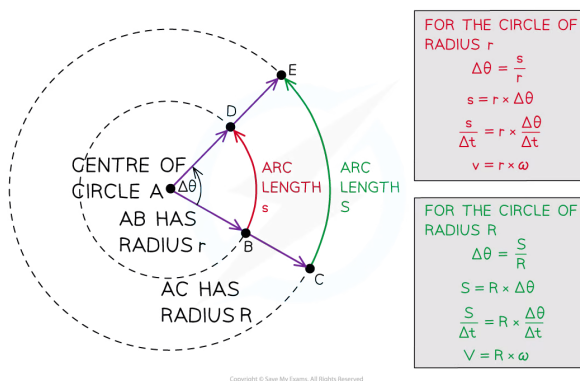 E
D
CENTRE OF
CIRCLE A
Δθ
AB HAS
RADIUS r
B
C
AC HAS
RADIUS R
ARC
LENGTH
s
ARC
LENGTH
S
FOR THE CIRCLE OF
RADIUS r
Δθ = s/r
s = r × Δθ
s/Δt = r × Δθ/Δt
v = r × ω
FOR THE CIRCLE OF
RADIUS R
Δθ = S/R
S = R × Δθ
S/Δt = R × Δθ/Δt
V = R × ω
Copyright © Save My Exams. All Rights Reserved